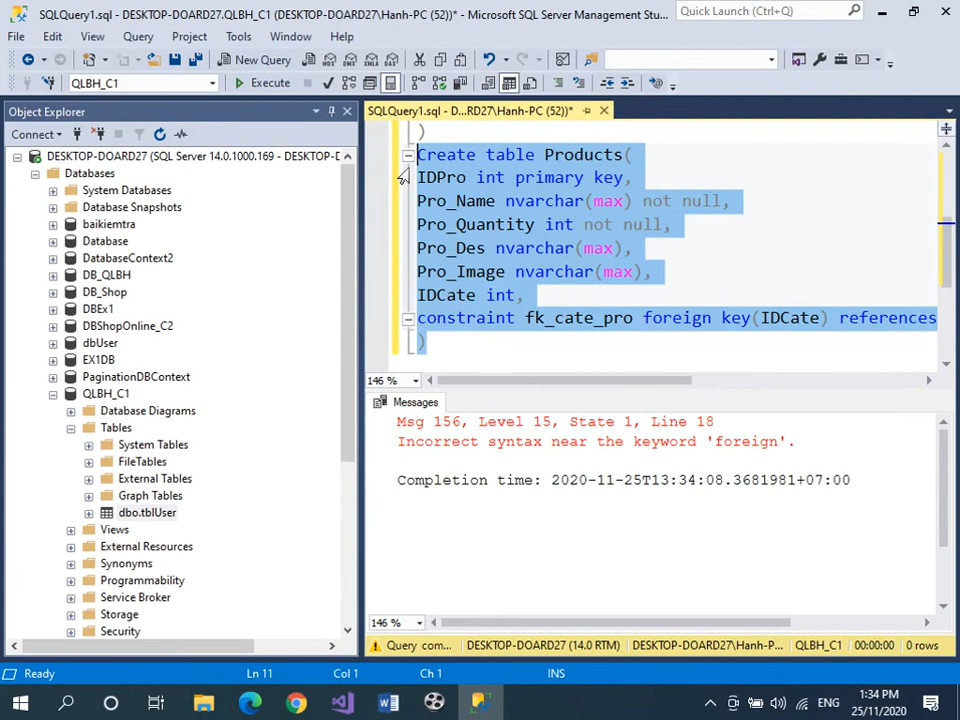 SQLQuery1.sql - DESKTOP-DOARD27.QLBH_C1 (DESKTOP-DOARD27\Hanh-PC (52))* - Microsoft SQL Server Management Stu...
Quick Launch (Ctrl+Q)
File Edit View Query Project Tools Window Help
New Query
MDX DMX XMLA DAX
QLBH_C1
Execute
Object Explorer
SQLQuery1.sql - D...RD27\Hanh-PC (52))*
Connect
DESKTOP-DOARD27 (SQL Server 14.0.1000.169 - DESKTOP-
Databases
System Databases
Database Snapshots
baikiemtra
Database
DatabaseContext2
DB_QLBH
DB_Shop
DBEx1
DBShopOnline_C2
dbUser
EX1DB
PaginationDBContext
QLBH_C1
Database Diagrams
Tables
System Tables
FileTables
External Tables
Graph Tables
dbo.tblUser
Views
External Resources
Synonyms
Programmability
Service Broker
Storage
Security
)
Create table Products(
IDPro int primary key,
Pro_Name nvarchar(max) not null,
Pro_Quantity int not null,
Pro_Des nvarchar(max),
Pro_Image nvarchar(max),
IDCate int,
constraint fk_cate_pro foreign key(IDCate) references
)
146 %
Messages
Msg 156, Level 15, State 1, Line 18
Incorrect syntax near the keyword 'foreign'.
Completion time: 2020-11-25T13:34:08.3681981+07:00
146 %
Query com... DESKTOP-DOARD27 (14.0 RTM) DESKTOP-DOARD27\Hanh-P... QLBH_C1 00:00:00 0 rows
Ready Ln 11 Col 1 Ch 1 INS
ENG
1:34 PM
25/11/2020